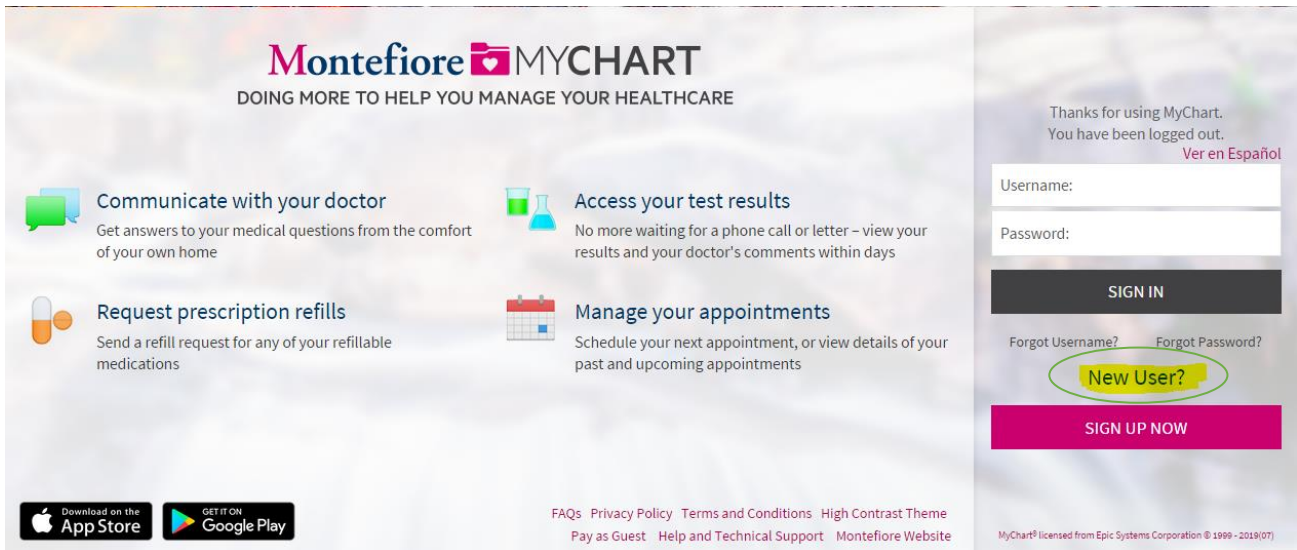 Montefiore MYCHART
DOING MORE TO HELP YOU MANAGE YOUR HEALTHCARE
Communicate with your doctor
Get answers to your medical questions from the comfort
of your own home
Access your test results
No more waiting for a phone call or letter – view your
results and your doctor's comments within days
Request prescription refills
Send a refill request for any of your refillable
medications
Manage your appointments
Schedule your next appointment, or view details of your
past and upcoming appointments
Download on the
App Store
GET IT ON
Google Play
FAQs Privacy Policy Terms and Conditions High Contrast Theme
Pay as Guest Help and Technical Support Montefiore Website
Thanks for using MyChart.
You have been logged out.
Ver en Español
Username:
Password:
SIGN IN
Forgot Username? Forgot Password?
New User?
SIGN UP NOW
MyChart® licensed from Epic Systems Corporation © 1999 - 2019(07)